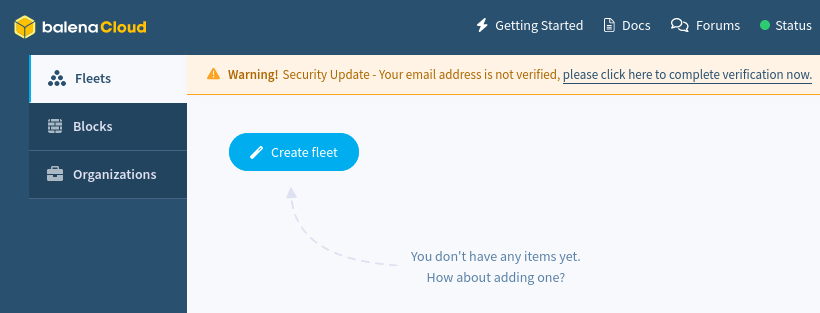 balenaCloud
Getting Started
Docs
Forums
Status
Fleets
Blocks
Organizations
Warning! Security Update - Your email address is not verified, please click here to complete verification now.
Create fleet
You don't have any items yet.
How about adding one?